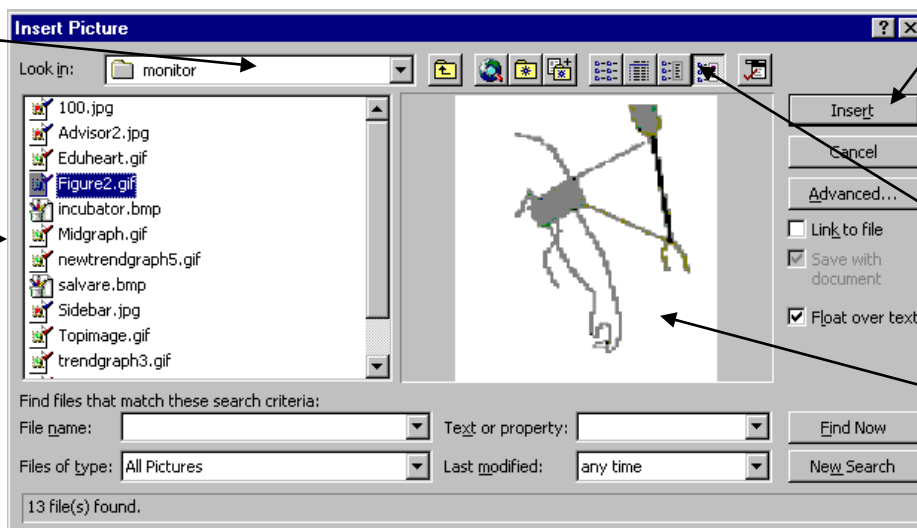 Insert Picture
Look in: monitor
100.jpg
Advisor2.jpg
Eduheart.gif
Figure2.gif
incubator.bmp
Midgraph.gif
newtrendgraph5.gif
salvare.bmp
Sidebar.jpg
Topimage.gif
trendgraph3.gif
Insert
Cancel
Advanced...
Link to file
Save with
document
Float over text
Find files that match these search criteria:
File name: Text or property: Find Now
Files of type: All Pictures Last modified: any time New Search
13 file(s) found.